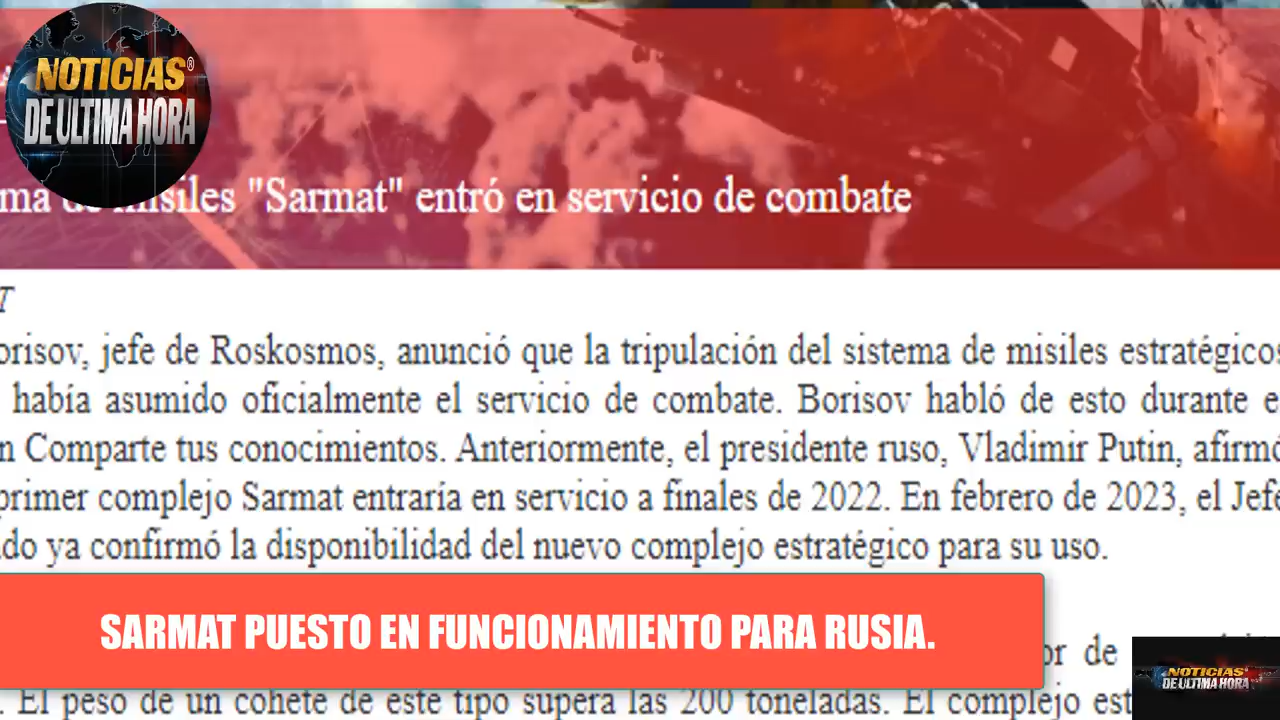 NOTICIAS®
DE ULTIMA HORA
misiles "Sarmat" entró en servicio de combate
T
orisov, jefe de Roskosmos, anunció que la tripulación del sistema de misiles estratégicos
había asumido oficialmente el servicio de combate. Borisov habló de esto durante e
n Comparte tus conocimientos. Anteriormente, el presidente ruso, Vladimir Putin, afirmó
primer complejo Sarmat entraría en servicio a finales de 2022. En febrero de 2023, el Jefe
do ya confirmó la disponibilidad del nuevo complejo estratégico para su uso.
SARMAT PUESTO EN FUNCIONAMIENTO PARA RUSIA.
or de
. El peso de un cohete de este tipo supera las 200 toneladas. El complejo est
NOTICIAS
DE ULTIMA HORA